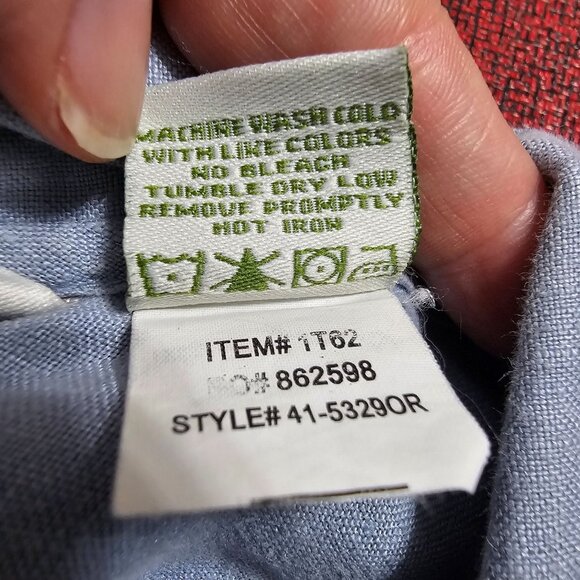 MACHINE WASH COLD
WITH LIKE COLORS
NO BLEACH
TUMBLE DRY LOW
REMOVE PROMPTLY
HOT IRON
ITEM# 1T62
PO# 862598
STYLE# 41-5329OR